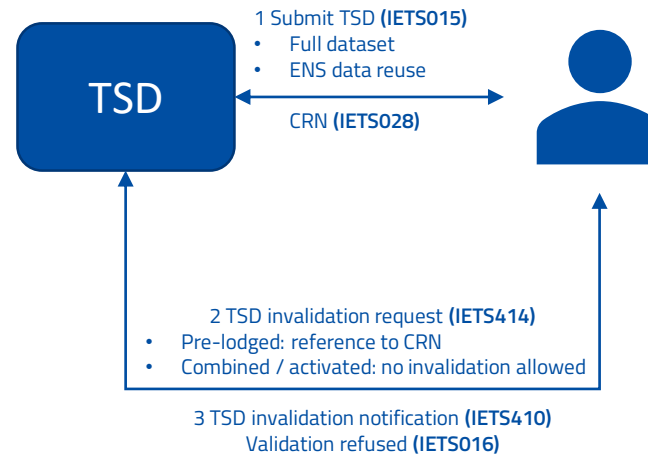 1 Submit TSD (IETS015)
• Full dataset
• ENS data reuse
TSD
CRN (IETS028)
2 TSD invalidation request (IETS414)
• Pre-lodged: reference to CRN
• Combined / activated: no invalidation allowed
3 TSD invalidation notification (IETS410)
Validation refused (IETS016)